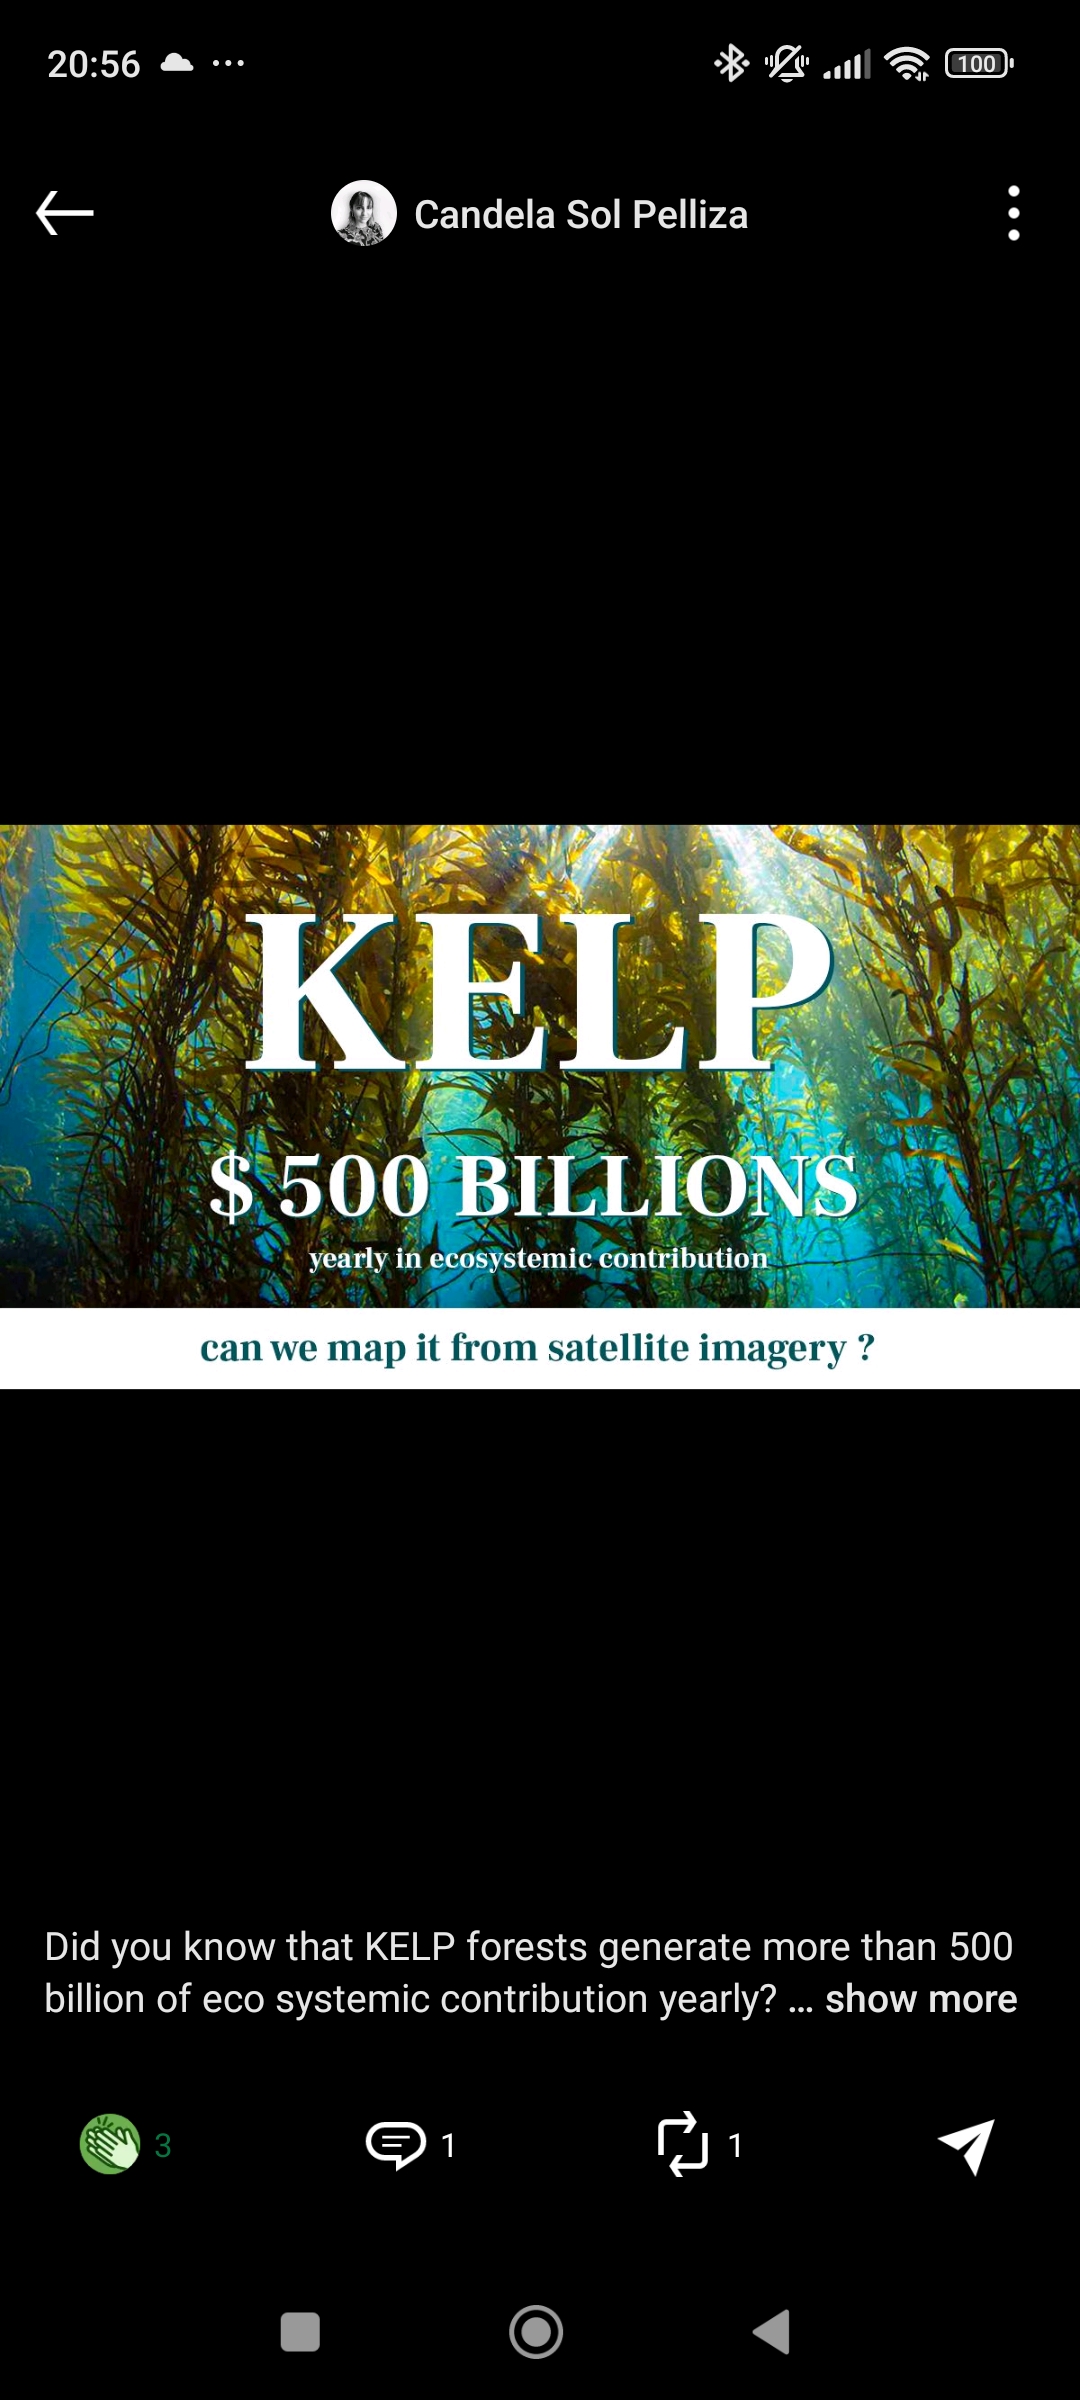 20:56
100
Candela Sol Pelliza
KELP
$ 500 BILLIONS
yearly in ecosystemic contribution
can we map it from satellite imagery ?
Did you know that KELP forests generate more than 500
billion of eco systemic contribution yearly? ... show more
3
1
1